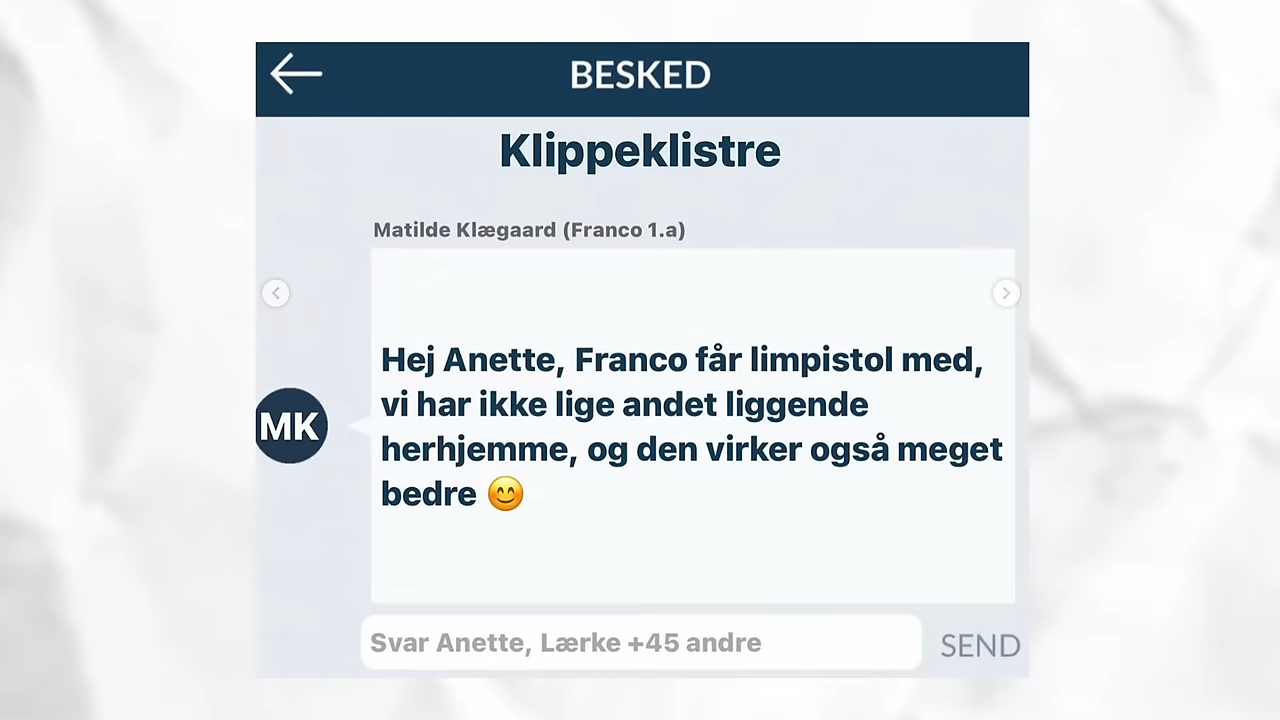 BESKED
Klippeklistre
Matilde Klægaard (Franco 1.a)
Hej Anette, Franco får limpistol med,
vi har ikke lige andet liggende
herhjemme, og den virker også meget
bedre 😊
MK
Svar Anette, Lærke +45 andre
SEND